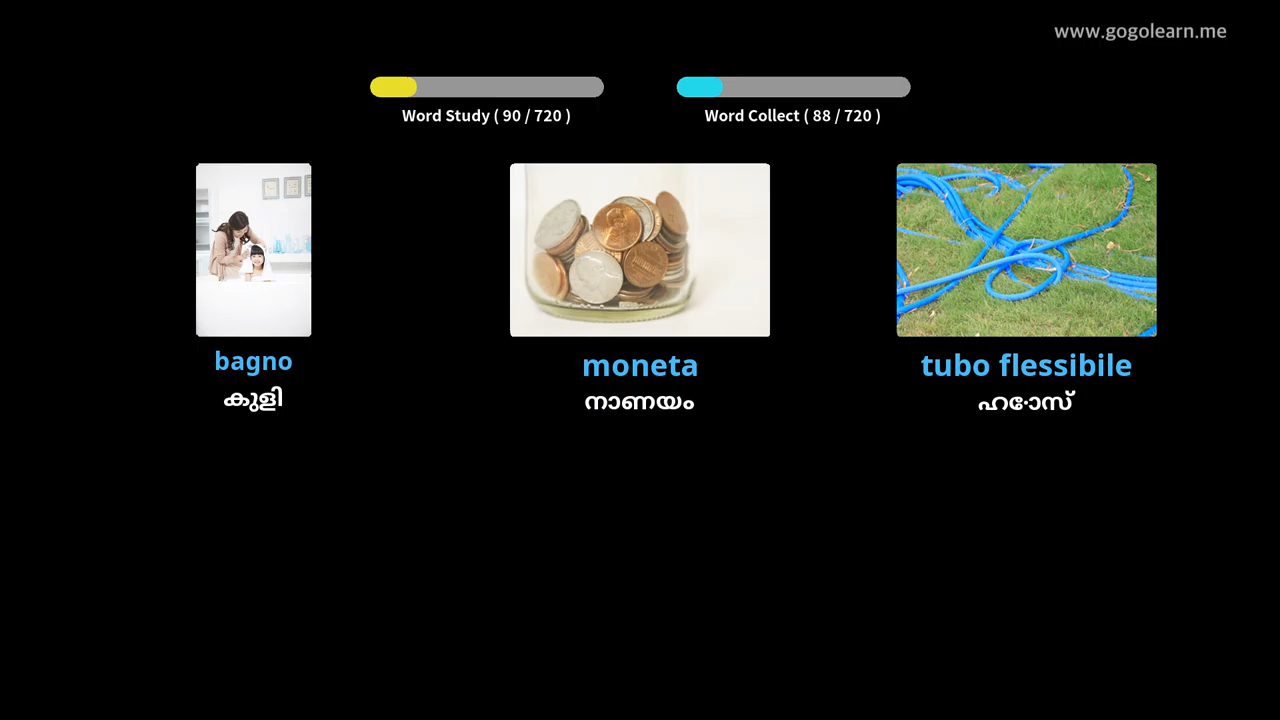 www.gogolearn.me
Word Study ( 90 / 720 )
Word Collect ( 88 / 720 )
bagno
കുളി
moneta
നാണയം
tubo flessibile
ഹോസ്